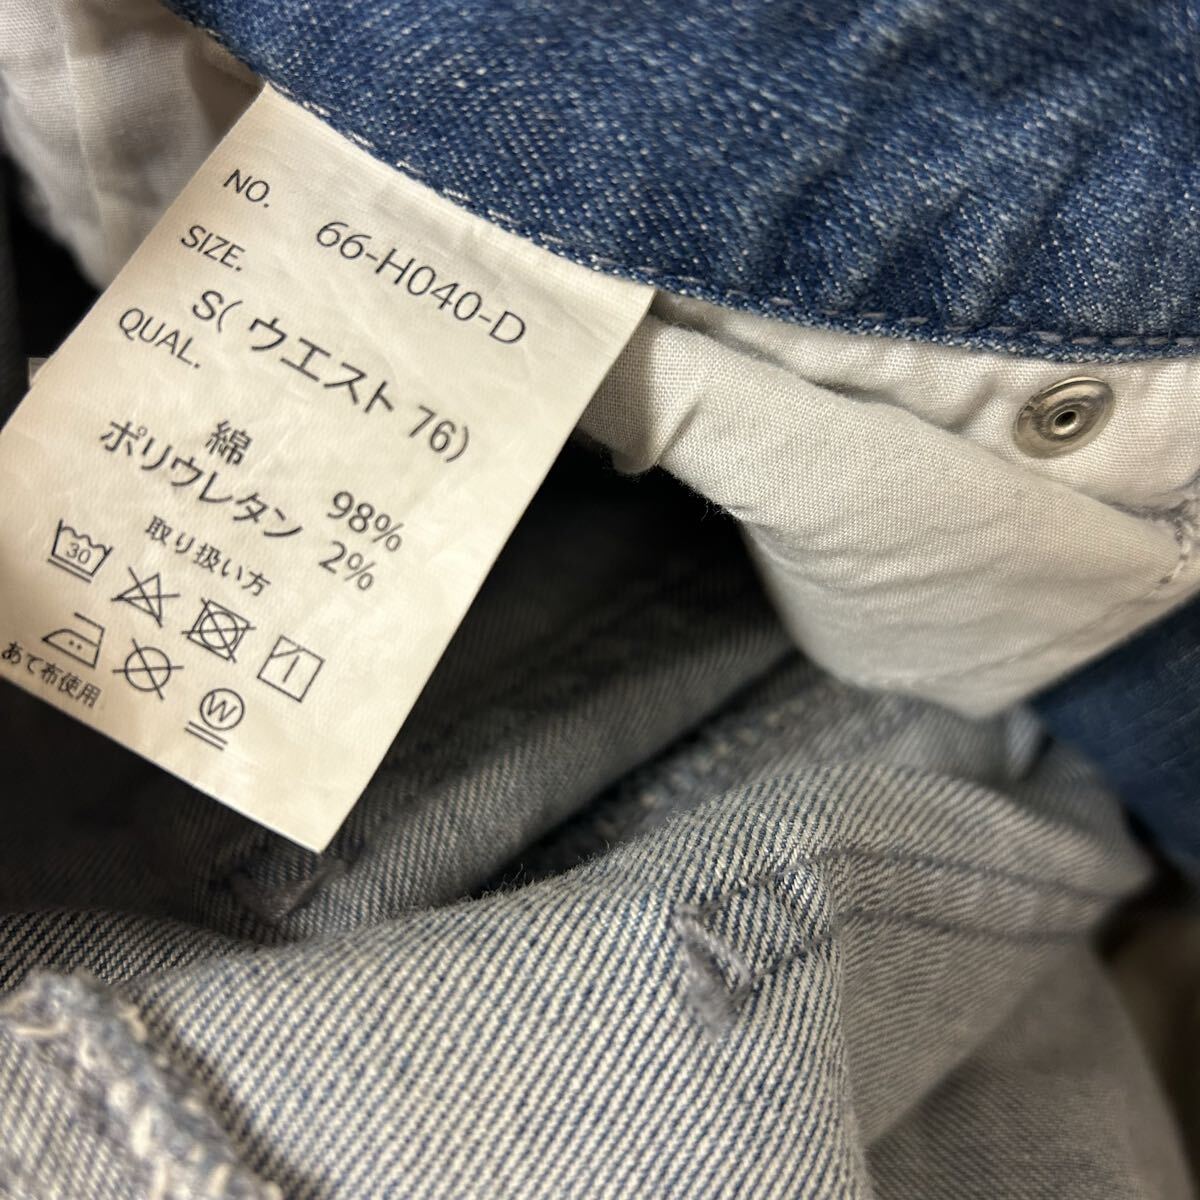 NO.
66-H040-D
SIZE.
S(ウエスト76)
QUAL.
綿 98%
ポリウレタン 2%
取り扱い方
30
あて布使用
W